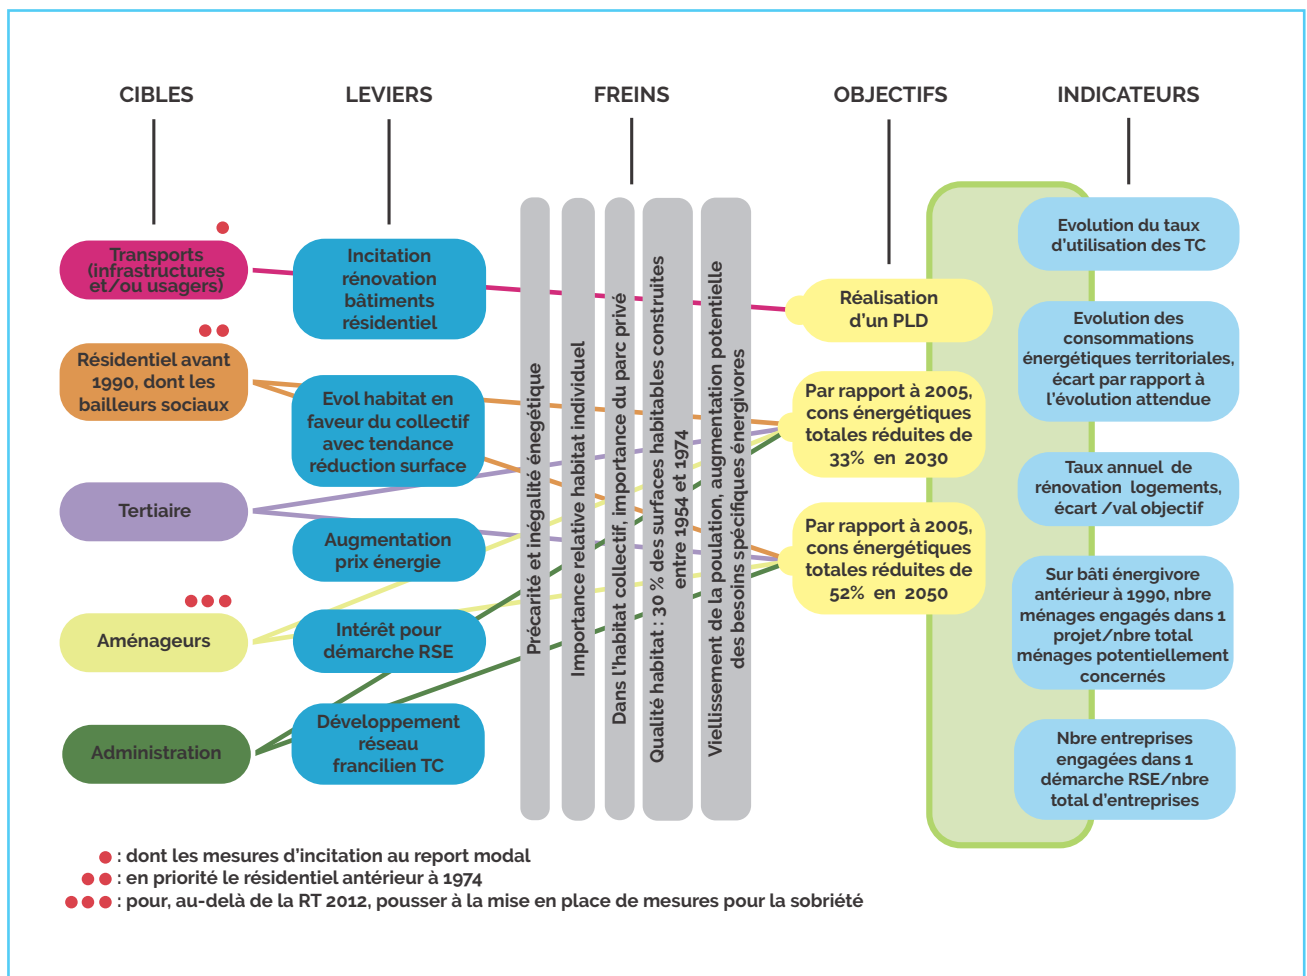 CIBLES
LEVIERS
FREINS
OBJECTIFS
INDICATEURS
Transports
(infrastructures
et/ou usagers)
Résidentiel avant
1990, dont les
bailleurs sociaux
Tertiaire
Aménageurs
Administration
Incitation
rénovation
bâtiments
résidentiel
Evol habitat en
faveur du collectif
avec tendance
réduction surface
Augmentation
prix énergie
Intérêt pour
démarche RSE
Développement
réseau
francilien TC
Précarité et inégalité énegétique
Importance relative habitat individuel
Dans l'habitat collectif, importance du parc privé
Qualité habitat : 30 % des surfaces habitables construites
entre 1954 et 1974
Viellissement de la poulation, augmentation potentielle
des besoins spécifiques énergivores
Réalisation
d'un PLD
Par rapport à 2005,
cons énergétiques
totales réduites de
33% en 2030
Par rapport à 2005,
cons énergétiques
totales réduites de
52% en 2050
Evolution du taux
d'utilisation des TC
Evolution des
consommations
énergétiques territoriales,
écart par rapport à
l'évolution attendue
Taux annuel de
rénovation logements,
écart /val objectif
Sur bâti énergivore
antérieur à 1990, nbre
ménages engagés dans 1
projet/nbre total
ménages potentiellement
concernés
Nbre entreprises
engagées dans 1
démarche RSE/nbre
total d'entreprises
: dont les mesures d'incitation au report modal
: en priorité le résidentiel antérieur à 1974
: pour, au-delà de la RT 2012, pousser à la mise en place de mesures pour la sobriété